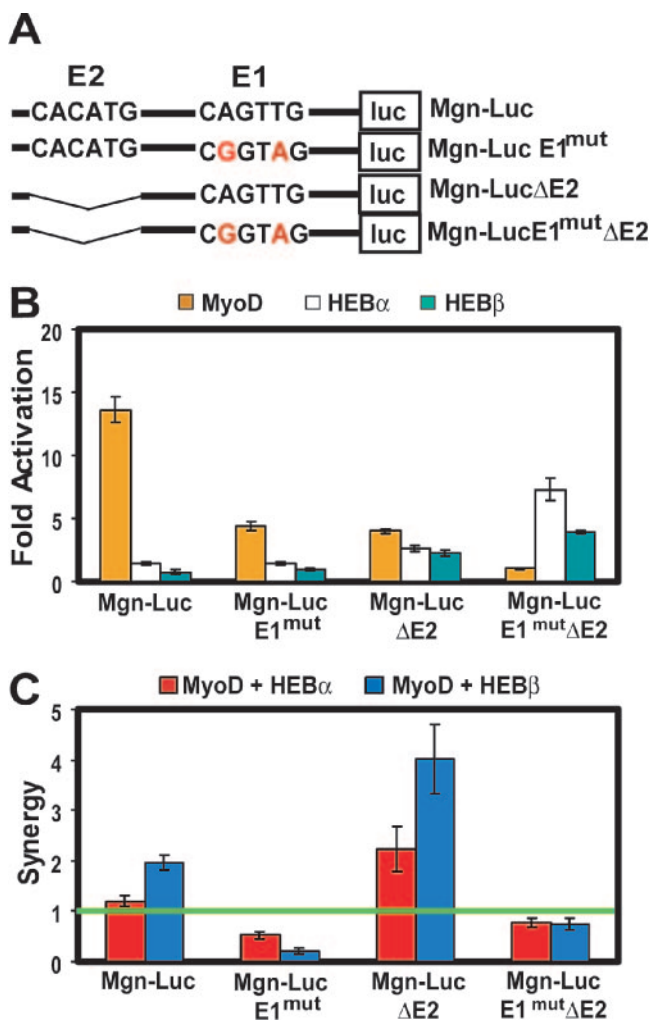 A
E2 E1
CACATG CAGTTG luc Mgn-Luc
CACATG CGGTAG luc Mgn-Luc E1mut
CAGTTG luc Mgn-LucΔE2
CGGTAG luc Mgn-LucE1mutΔE2
B
MyoD HEBα HEBβ
Fold Activation
20
15
10
5
0
Mgn-Luc Mgn-Luc Mgn-Luc Mgn-Luc
E1mut ΔE2 E1mutΔE2
C
MyoD + HEBα MyoD + HEBβ
Synergy
5
4
3
2
1
0
Mgn-Luc Mgn-Luc Mgn-Luc Mgn-Luc
E1mut ΔE2 E1mutΔE2